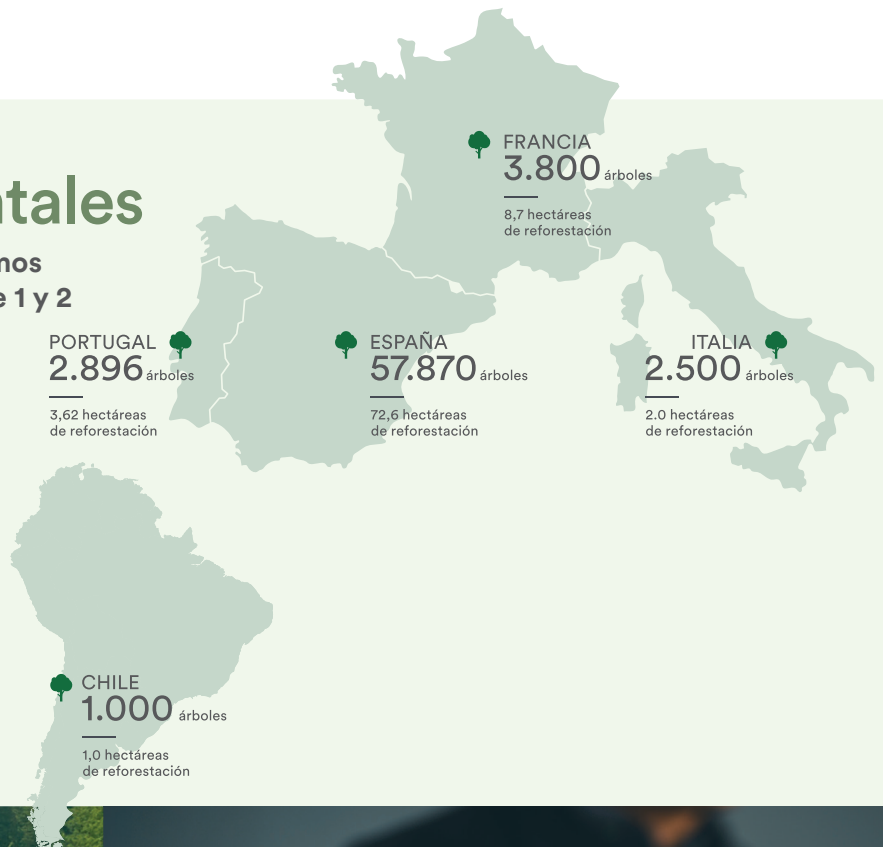 FRANCIA
3.800 árboles
8,7 hectáreas
de reforestación
tales
nos
e 1 y 2
PORTUGAL
2.896 árboles
3,62 hectáreas
de reforestación
ESPAÑA
57.870 árboles
72,6 hectáreas
de reforestación
ITALIA
2.500 árboles
2.0 hectáreas
de reforestación
CHILE
1.000 árboles
1,0 hectáreas
de reforestación